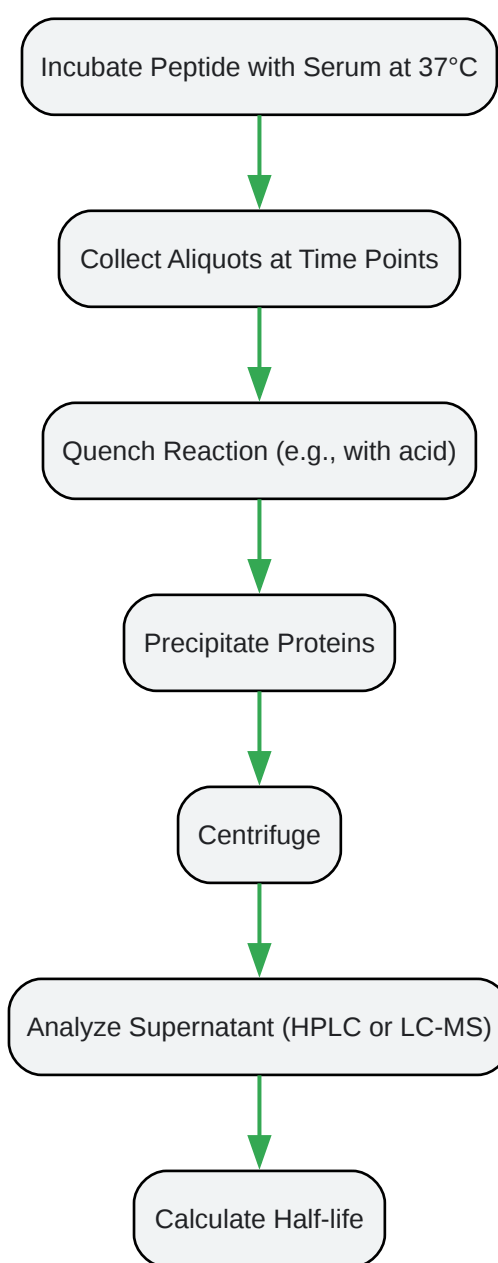 Incubate Peptide with Serum at 37°C
Collect Aliquots at Time Points
Quench Reaction (e.g., with acid)
Precipitate Proteins
Centrifuge
Analyze Supernatant (HPLC or LC-MS)
Calculate Half-life